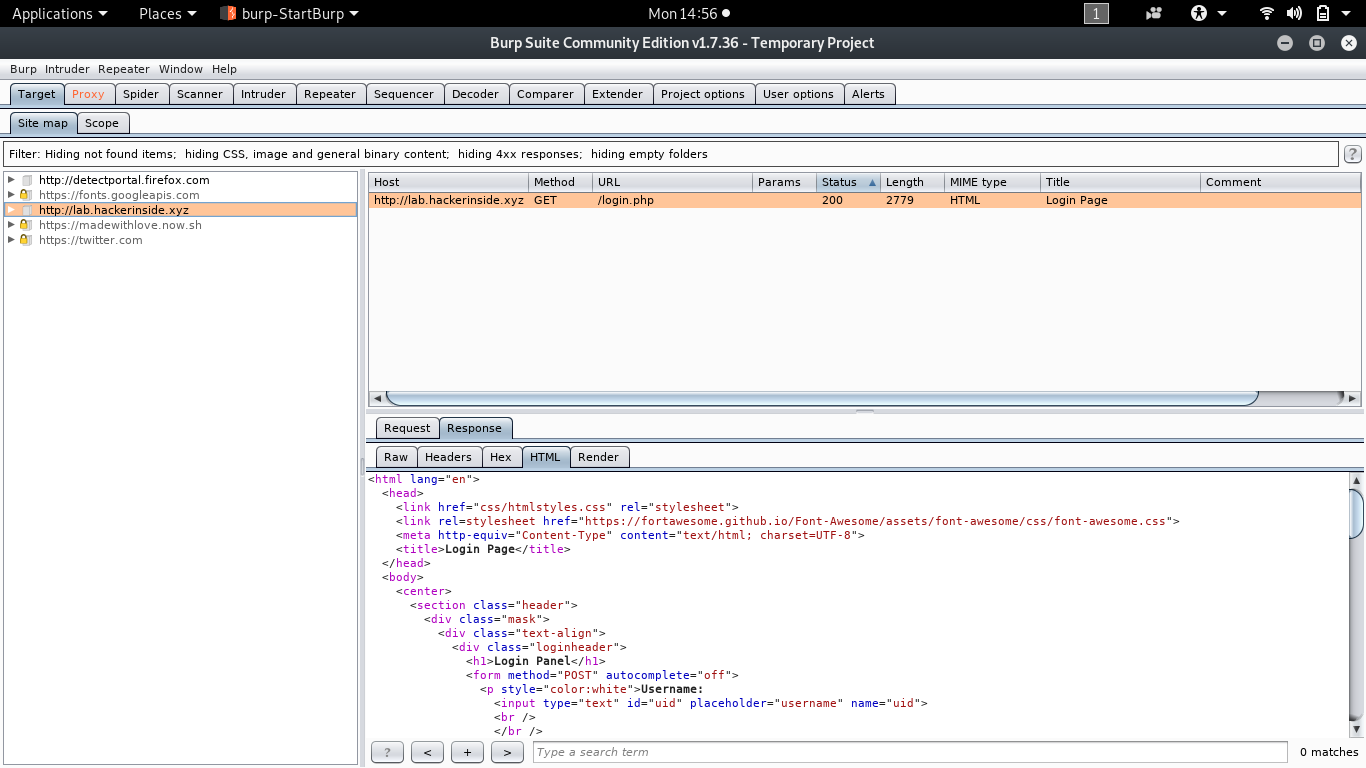 Applications Places burp-StartBurp Mon 14:56 1
Burp Suite Community Edition v1.7.36 - Temporary Project
Burp Intruder Repeater Window Help
Target Proxy Spider Scanner Intruder Repeater Sequencer Decoder Comparer Extender Project options User options Alerts
Site map Scope
Filter: Hiding not found items; hiding CSS, image and general binary content; hiding 4xx responses; hiding empty folders ?
http://detectportal.firefox.com
https://fonts.googleapis.com
http://lab.hackerinside.xyz
https://madewithlove.now.sh
https://twitter.com
Host Method URL Params Status Length MIME type Title Comment
http://lab.hackerinside.xyz GET /login.php 200 2779 HTML Login Page
Request Response
Raw Headers Hex HTML Render
<html lang="en">
<head>
<link href="css/htmlstyles.css" rel="stylesheet">
<link rel=stylesheet href="https://fortawesome.github.io/Font-Awesome/assets/font-awesome/css/font-awesome.css">
<meta http-equiv="Content-Type" content="text/html; charset=UTF-8">
<title>Login Page</title>
</head>
<body>
<center>
<section class="header">
<div class="mask">
<div class="text-align">
<div class="loginheader">
<h1>Login Panel</h1>
<form method="POST" autocomplete="off">
<p style="color:white">Username:
<input type="text" id="uid" placeholder="username" name="uid">
<br />
</br />
? < + > Type a search term 0 matches